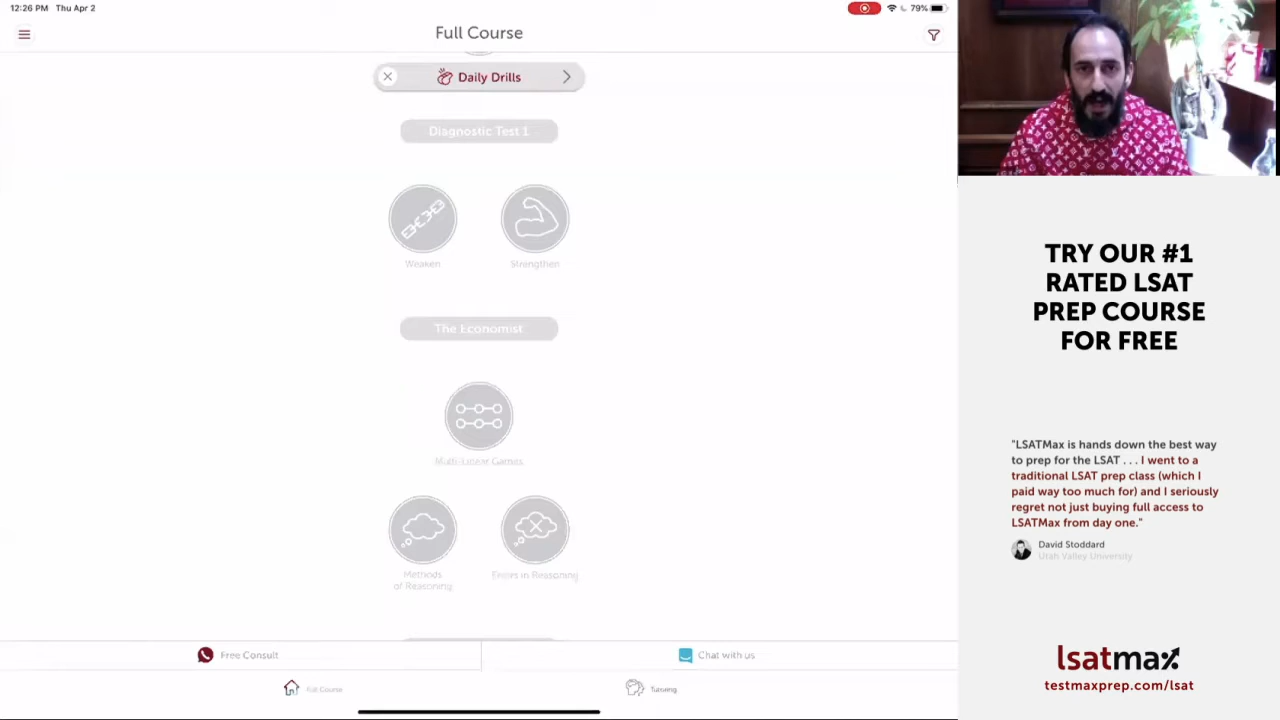 12:26 PM Thu Apr 2
79%
Full Course
Daily Drills
Diagnostic Test 1
Weaken
Strengthen
The Economist
Multi-Linear Games
Methods
of Reasoning
Errors in Reasoning
Free Consult
Chat with us
Full Course
Tutoring
TRY OUR #1
RATED LSAT
PREP COURSE
FOR FREE
"LSATMax is hands down the best way
to prep for the LSAT . . . I went to a
traditional LSAT prep class (which I
paid way too much for) and I seriously
regret not just buying full access to
LSATMax from day one."
David Stoddard
Utah Valley University
lsatmax
testmaxprep.com/lsat